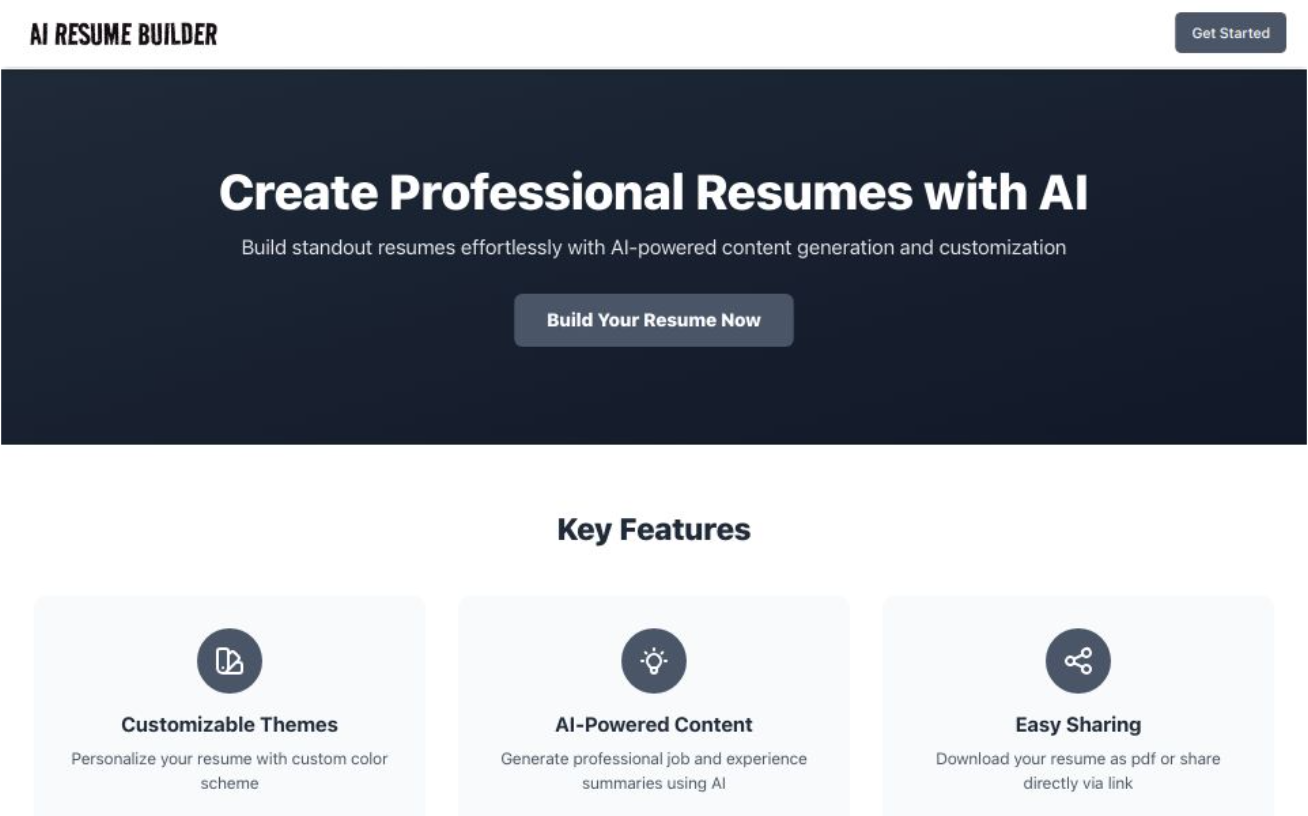 AI RESUME BUILDER
Get Started
Create Professional Resumes with AI
Build standout resumes effortlessly with AI-powered content generation and customization
Build Your Resume Now
Key Features
Customizable Themes
Personalize your resume with custom color
scheme
AI-Powered Content
Generate professional job and experience
summaries using AI
Easy Sharing
Download your resume as pdf or share
directly via link